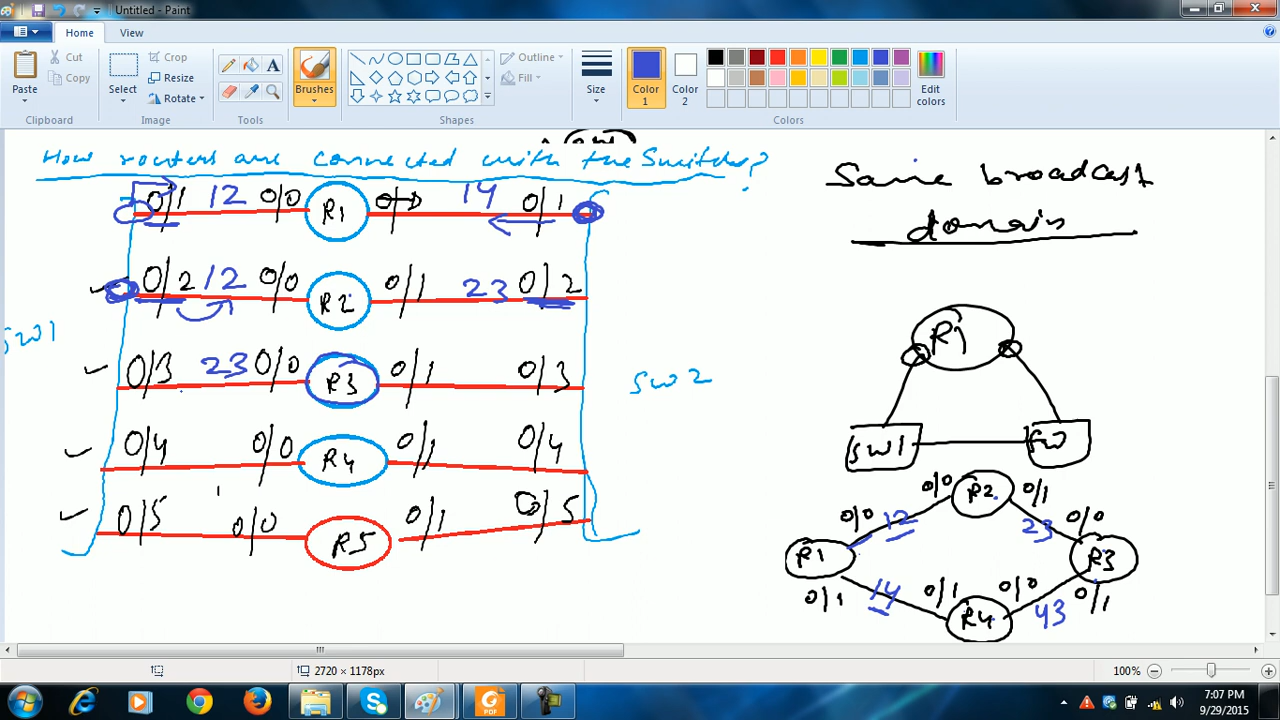 Untitled - Paint
Home View
Paste
Cut
Copy
Clipboard
Select
Crop
Resize
Rotate
Image
Tools
Brushes
Outline
Fill
Shapes
Size
Color 1
Color 2
Edit colors
Colors
How routers are connected with the Switchs?
0/1 12 0/0 R1 0/1 14 0/1
0/2 12 0/0 R2 0/1 23 0/2
0/3 23 0/0 R3 0/1 0/3
0/4 0/0 R4 0/1 0/4
0/5 0/0 R5 0/1 0/5
SW1
SW2
Same broadcast
domain
R1
SW1 SW
0/0 R2 0/1
0/0 12 23 0/0
R1 R3
0/1 14 0/1 0/0 43 0/1
R4
2720 × 1178px
100%
PDF
7:07 PM
9/29/2015